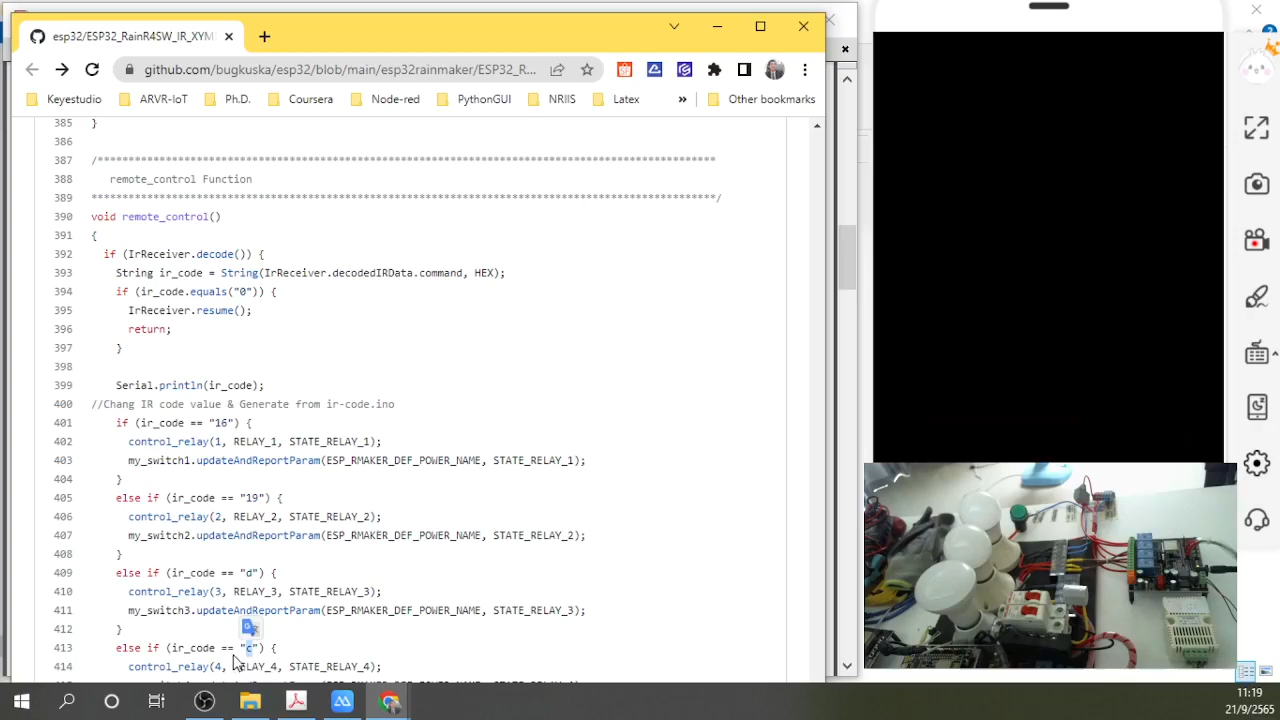 esp32/ESP32_RainR4SW_IR_XYM
github.com/bugkuska/esp32/blob/main/esp32rainmaker/ESP32_R...
Keyestudio
ARVR-IoT
Ph.D.
Coursera
Node-red
PythonGUI
NRIIS
Latex
»
Other bookmarks
385 }
386
387 /****************************************************************************************************
388 remote_control Function
389 *****************************************************************************************************/
390 void remote_control()
391 {
392 if (IrReceiver.decode()) {
393 String ir_code = String(IrReceiver.decodedIRData.command, HEX);
394 if (ir_code.equals("0")) {
395 IrReceiver.resume();
396 return;
397 }
398
399 Serial.println(ir_code);
400 //Chang IR code value & Generate from ir-code.ino
401 if (ir_code == "16") {
402 control_relay(1, RELAY_1, STATE_RELAY_1);
403 my_switch1.updateAndReportParam(ESP_RMAKER_DEF_POWER_NAME, STATE_RELAY_1);
404 }
405 else if (ir_code == "19") {
406 control_relay(2, RELAY_2, STATE_RELAY_2);
407 my_switch2.updateAndReportParam(ESP_RMAKER_DEF_POWER_NAME, STATE_RELAY_2);
408 }
409 else if (ir_code == "d") {
410 control_relay(3, RELAY_3, STATE_RELAY_3);
411 my_switch3.updateAndReportParam(ESP_RMAKER_DEF_POWER_NAME, STATE_RELAY_3);
412 }
413 else if (ir_code == "c") {
414 control_relay(4, RELAY_4, STATE_RELAY_4);
11:19
21/9/2565